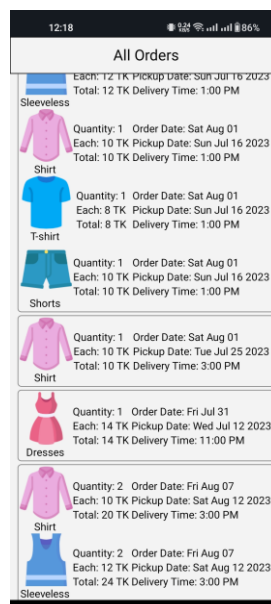 12:18
0.24
86%
All Orders
Each: 12 TK Pickup Date: Sun Jul 16 2023
Total: 12 TK Delivery Time: 1:00 PM
Sleeveless
Quantity: 1 Order Date: Sat Aug 01
Each: 10 TK Pickup Date: Sun Jul 16 2023
Total: 10 TK Delivery Time: 1:00 PM
Shirt
Quantity: 1 Order Date: Sat Aug 01
Each: 8 TK Pickup Date: Sun Jul 16 2023
Total: 8 TK Delivery Time: 1:00 PM
T-shirt
Quantity: 1 Order Date: Sat Aug 01
Each: 10 TK Pickup Date: Sun Jul 16 2023
Total: 10 TK Delivery Time: 1:00 PM
Shorts
Quantity: 1 Order Date: Sat Aug 01
Each: 10 TK Pickup Date: Tue Jul 25 2023
Total: 10 TK Delivery Time: 3:00 PM
Shirt
Quantity: 1 Order Date: Fri Jul 31
Each: 14 TK Pickup Date: Wed Jul 12 2023
Total: 14 TK Delivery Time: 11:00 PM
Dresses
Quantity: 2 Order Date: Fri Aug 07
Each: 10 TK Pickup Date: Sat Aug 12 2023
Total: 20 TK Delivery Time: 3:00 PM
Shirt
Quantity: 2 Order Date: Fri Aug 07
Each: 12 TK Pickup Date: Sat Aug 12 2023
Total: 24 TK Delivery Time: 3:00 PM
Sleeveless